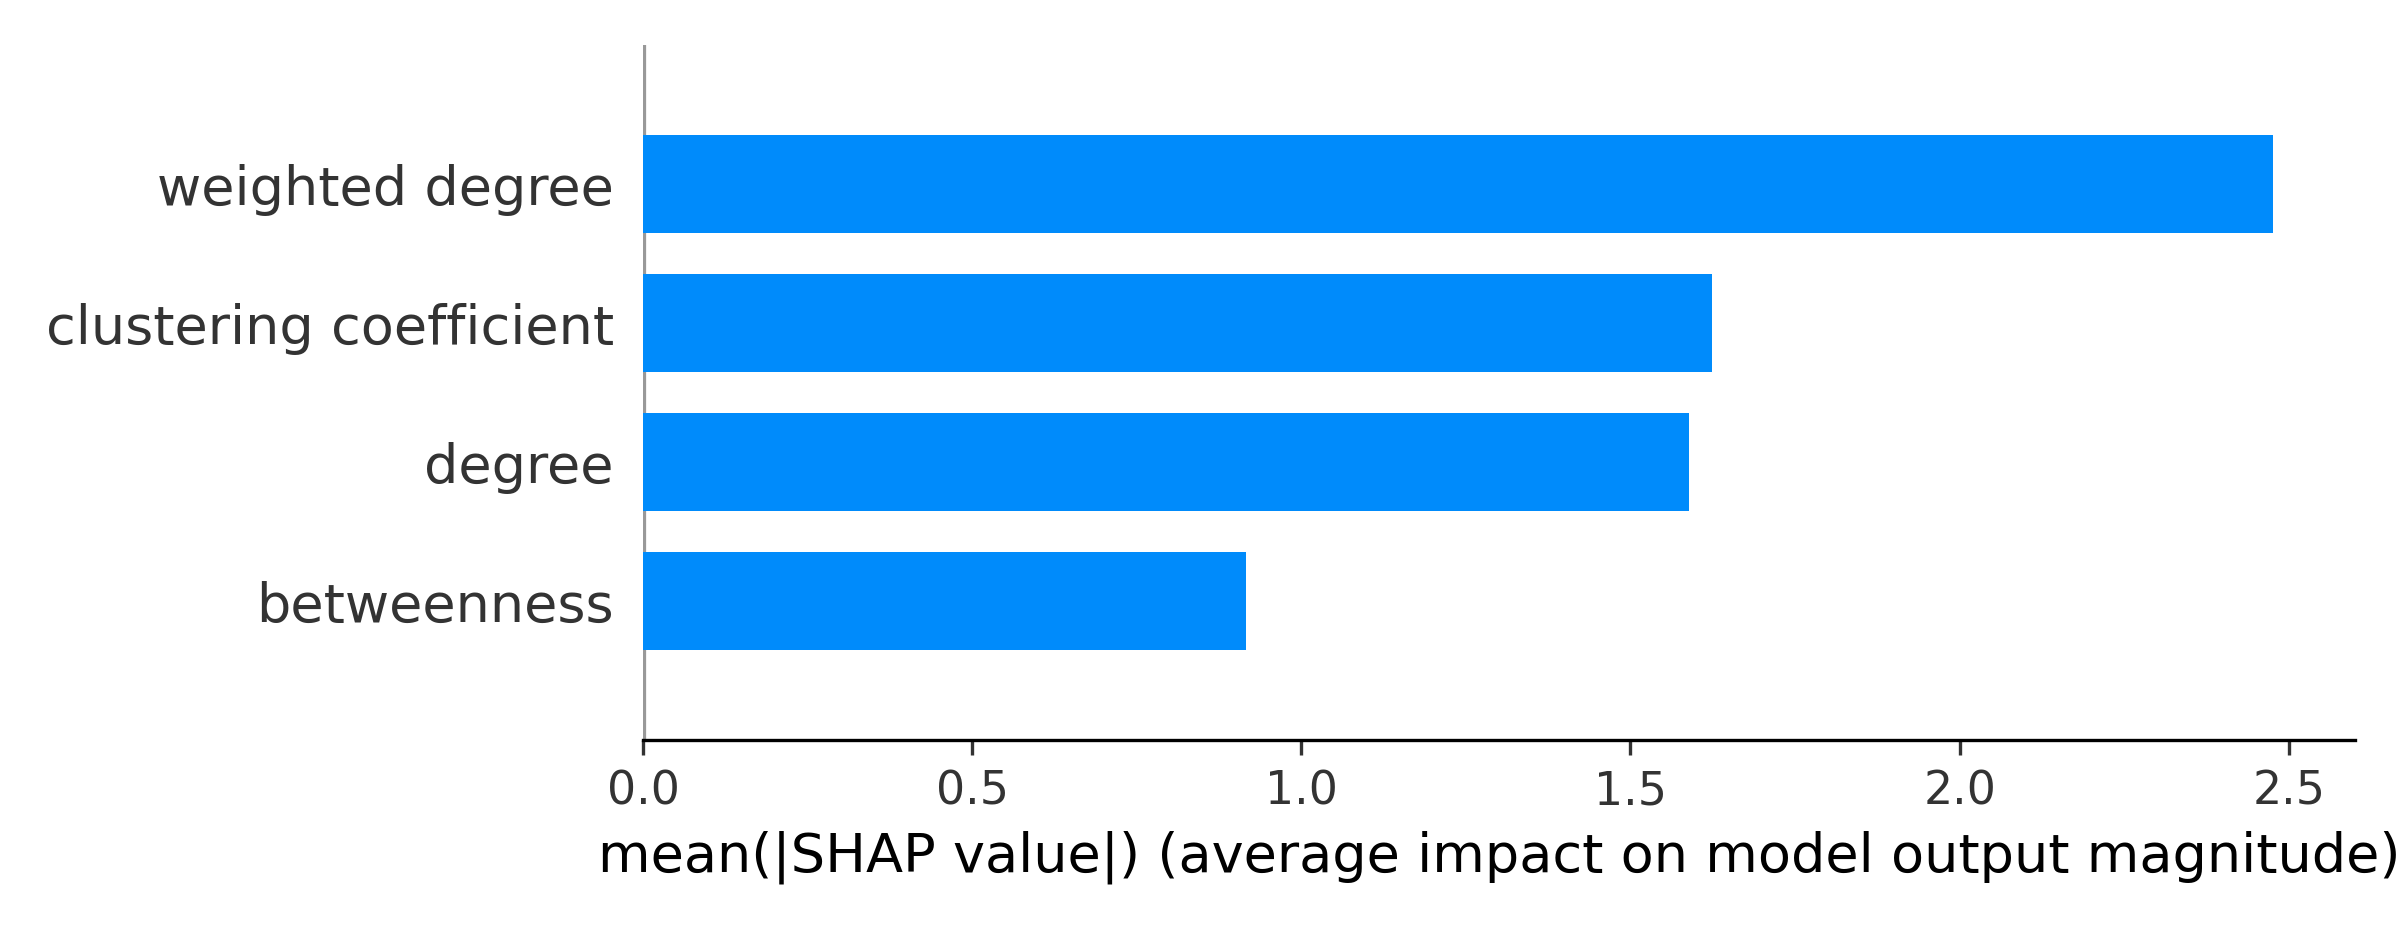 weighted degree
clustering coefficient
degree
betweenness
0.0 0.5 1.0 1.5 2.0 2.5
mean(|SHAP value|) (average impact on model output magnitude)